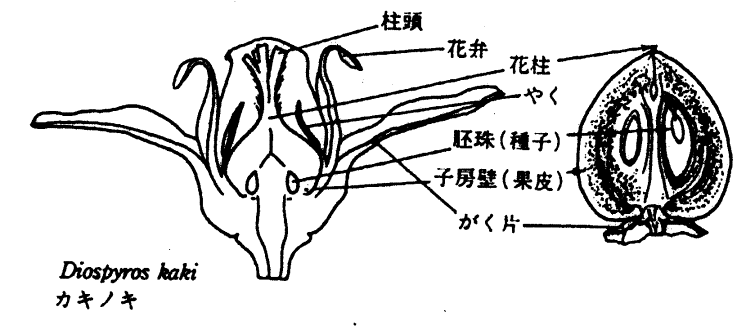 柱頭
花弁
花柱
やく
胚珠(種子)
子房壁(果皮)
がく片
Diospyros kaki
カキノキ